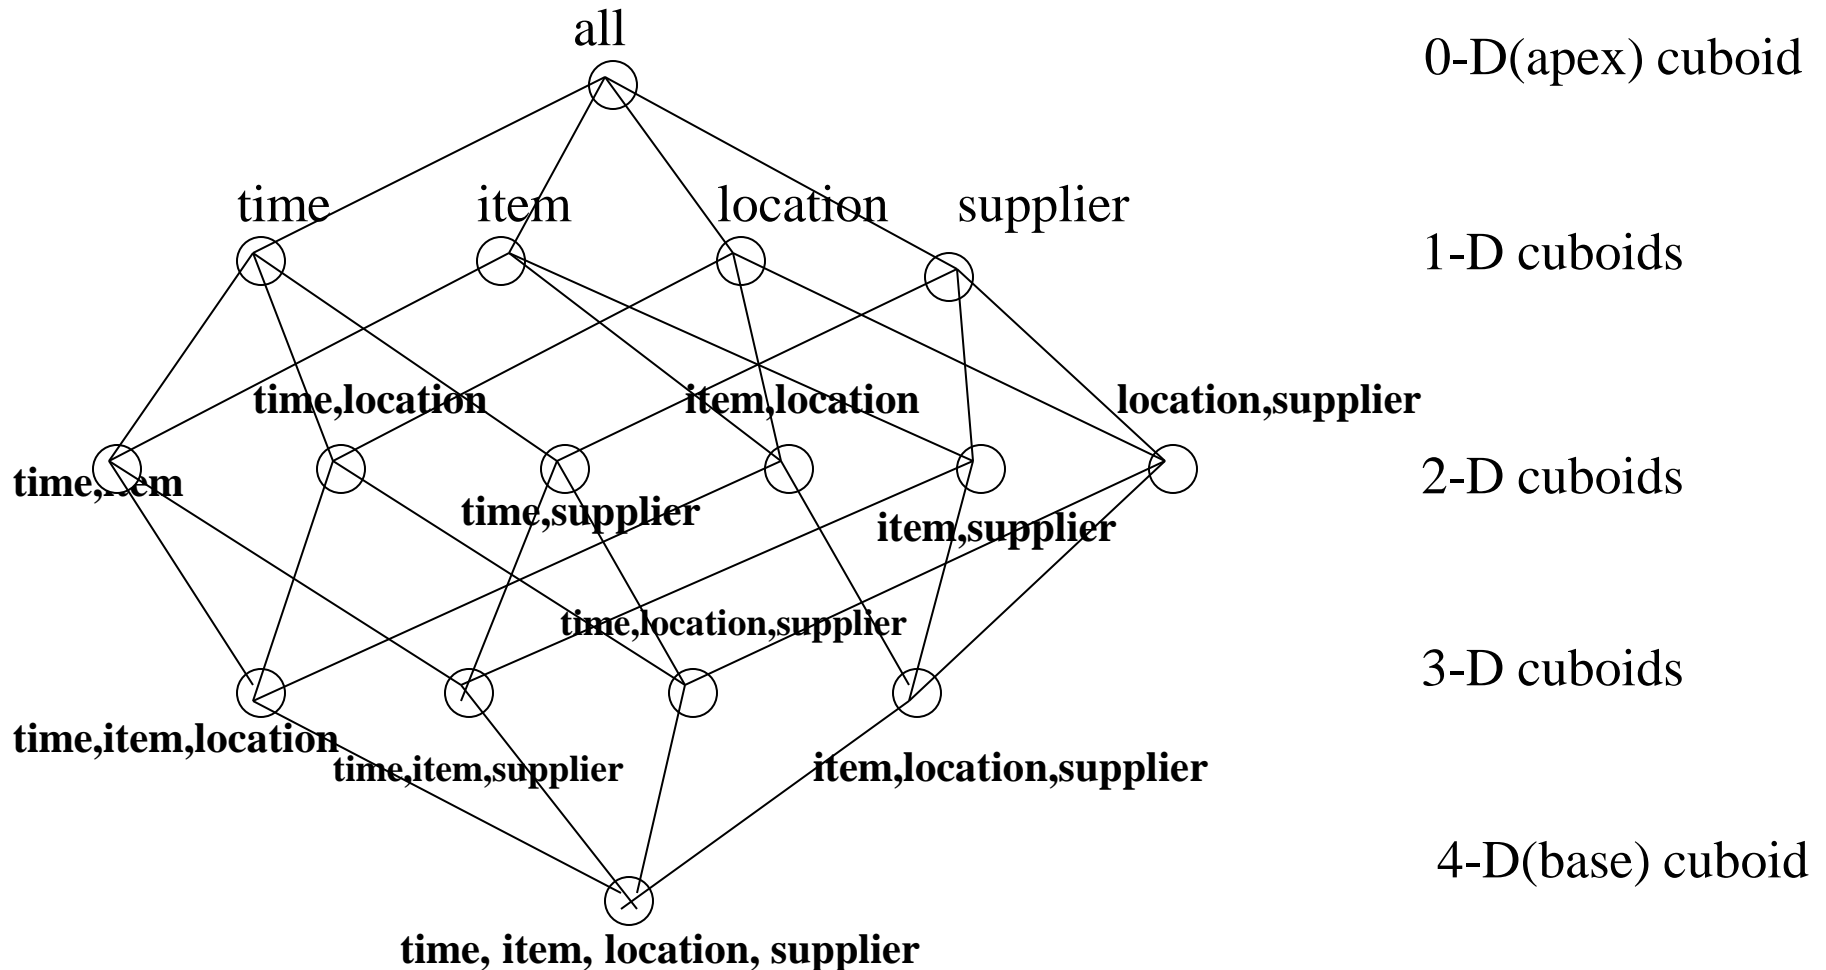 all
0-D(apex) cuboid
time
item
location
supplier
1-D cuboids
time,location
item,location
location,supplier
time,item
2-D cuboids
time,supplier
item,supplier
time,location,supplier
3-D cuboids
time,item,location
time,item,supplier
item,location,supplier
4-D(base) cuboid
time, item, location, supplier